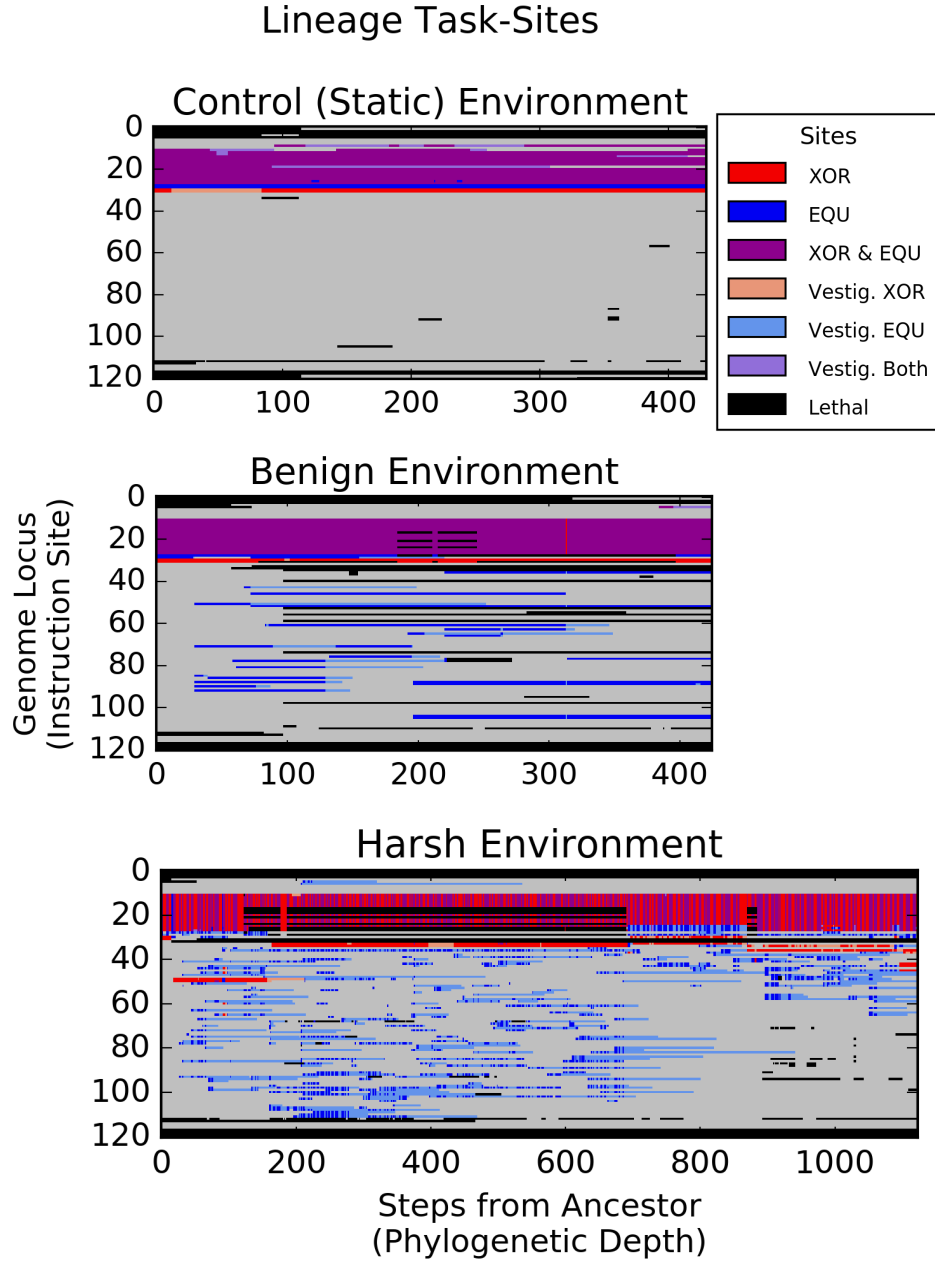 Lineage Task-Sites
Control (Static) Environment
0
20
40
60
80
100
120
0 100 200 300 400
Sites
XOR
EQU
XOR & EQU
Vestig. XOR
Vestig. EQU
Vestig. Both
Lethal
Benign Environment
Genome Locus
(Instruction Site)
0
20
40
60
80
100
120
0 100 200 300 400
Harsh Environment
0
20
40
60
80
100
120
0 200 400 600 800 1000
Steps from Ancestor
(Phylogenetic Depth)